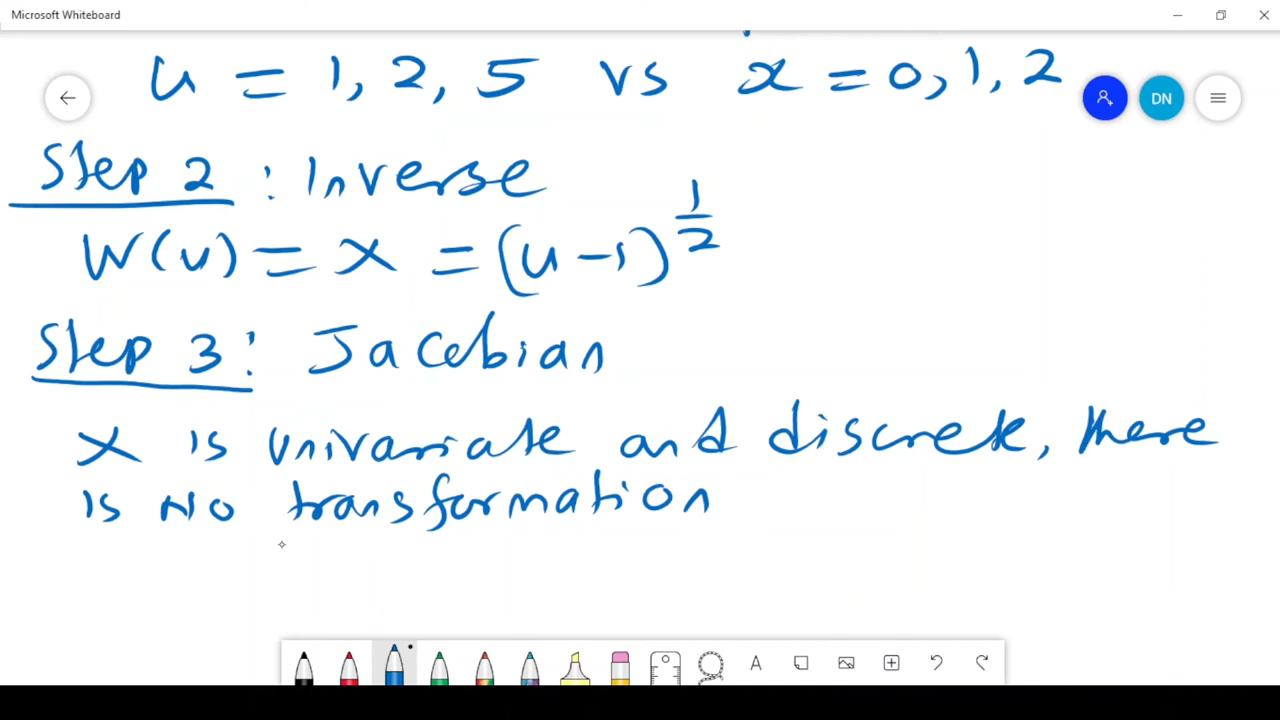 Microsoft Whiteboard
u = 1, 2, 5 vs x = 0, 1, 2
DN
Step 2 : Inverse
W(u) = x = (u-1)^1/2
Step 3 : Jacobian
X is univariate and discrete, there
is No transformation
A